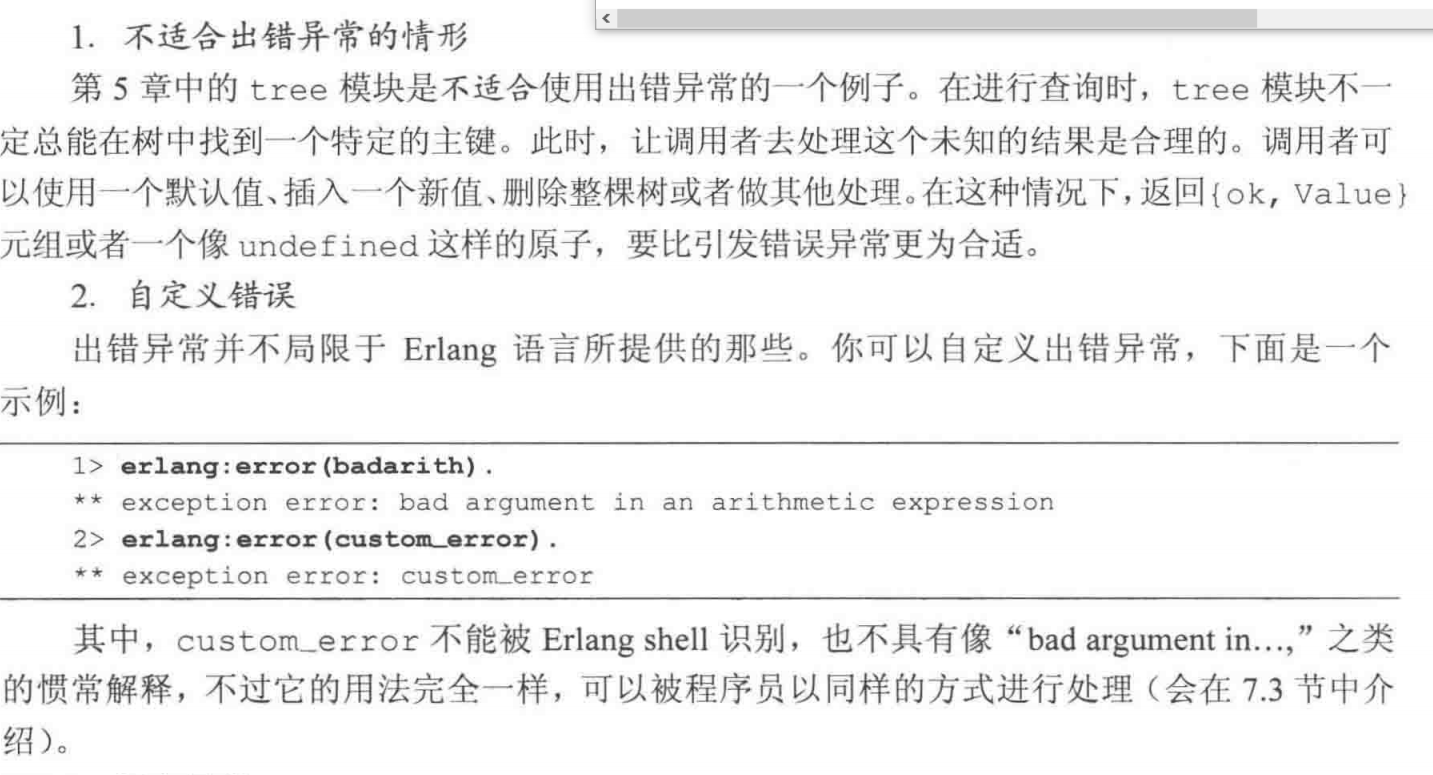 1. 不适合出错异常的情形
第 5 章中的 tree 模块是不适合使用出错异常的一个例子。在进行查询时，tree 模块不一
定总能在树中找到一个特定的主键。此时，让调用者去处理这个未知的结果是合理的。调用者可
以使用一个默认值、插入一个新值、删除整棵树或者做其他处理。在这种情况下，返回{ok, Value}
元组或者一个像 undefined 这样的原子，要比引发错误异常更为合适。
2. 自定义错误
出错异常并不局限于 Erlang 语言所提供的那些。你可以自定义出错异常，下面是一个
示例：
1> erlang:error(badarith).
** exception error: bad argument in an arithmetic expression
2> erlang:error(custom_error).
** exception error: custom_error
其中，custom_error 不能被 Erlang shell 识别，也不具有像“bad argument in…,”之类
的惯常解释，不过它的用法完全一样，可以被程序员以同样的方式进行处理（会在 7.3 节中介
绍）。